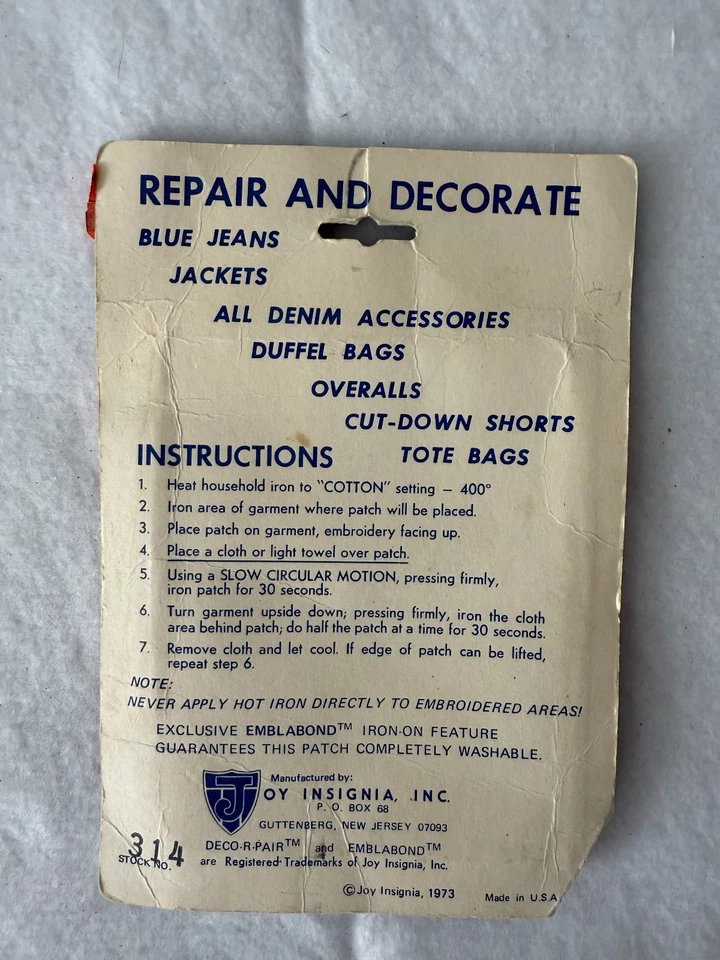 REPAIR AND DECORATE
BLUE JEANS
JACKETS
ALL DENIM ACCESSORIES
DUFFEL BAGS
OVERALLS
CUT-DOWN SHORTS
TOTE BAGS
INSTRUCTIONS
1. Heat household iron to "COTTON" setting — 400°
2. Iron area of garment where patch will be placed.
3. Place patch on garment, embroidery facing up.
4. Place a cloth or light towel over patch.
5. Using a SLOW CIRCULAR MOTION, pressing firmly,
iron patch for 30 seconds.
6. Turn garment upside down; pressing firmly, iron the cloth
area behind patch; do half the patch at a time for 30 seconds.
7. Remove cloth and let cool. If edge of patch can be lifted,
repeat step 6.
NOTE:
NEVER APPLY HOT IRON DIRECTLY TO EMBROIDERED AREAS!
EXCLUSIVE EMBLABOND™ IRON-ON FEATURE
GUARANTEES THIS PATCH COMPLETELY WASHABLE.
Manufactured by:
JOY INSIGNIA, INC.
P. O. BOX 68
GUTTENBERG, NEW JERSEY 07093
DECO-R-PAIR™ and EMBLABOND™
are Registered Trademarks of Joy Insignia, Inc.
314
STOCK NO.
©Joy Insignia, 1973
Made in U.S.A.